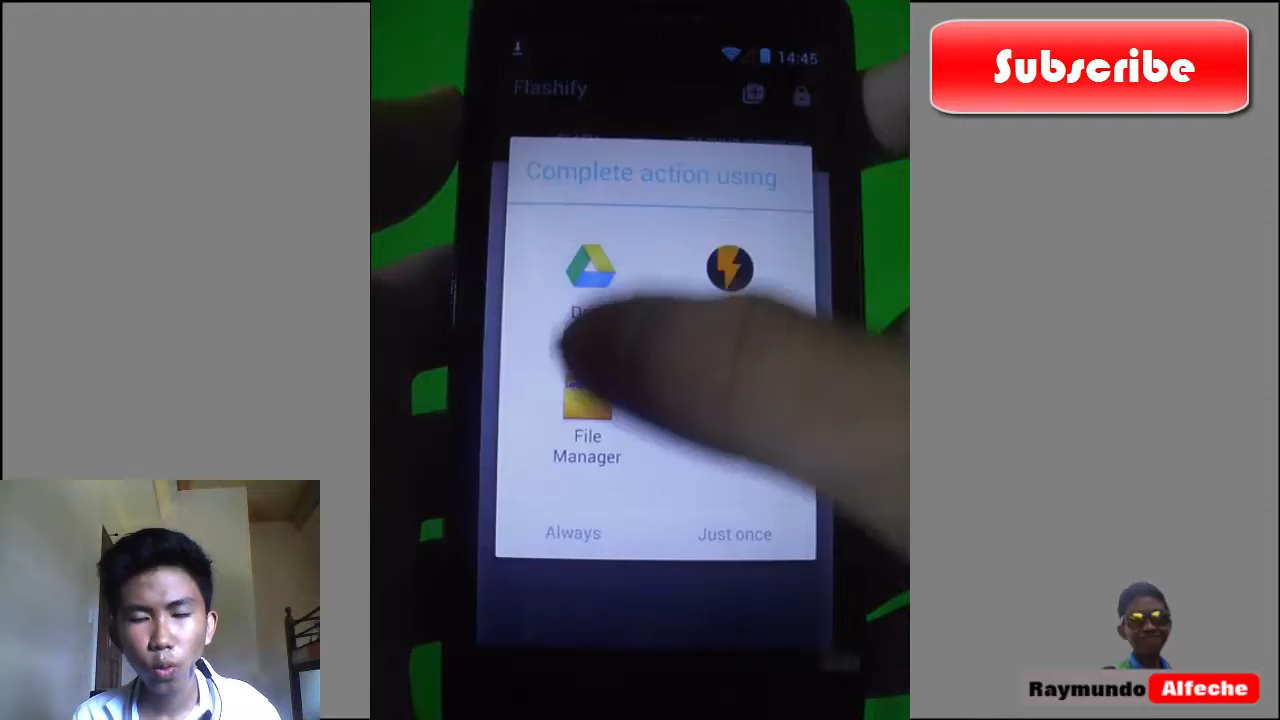 Subscribe
14:45
Flashify
Complete action using
File
Manager
Always
Just once
Raymundo Alfeche